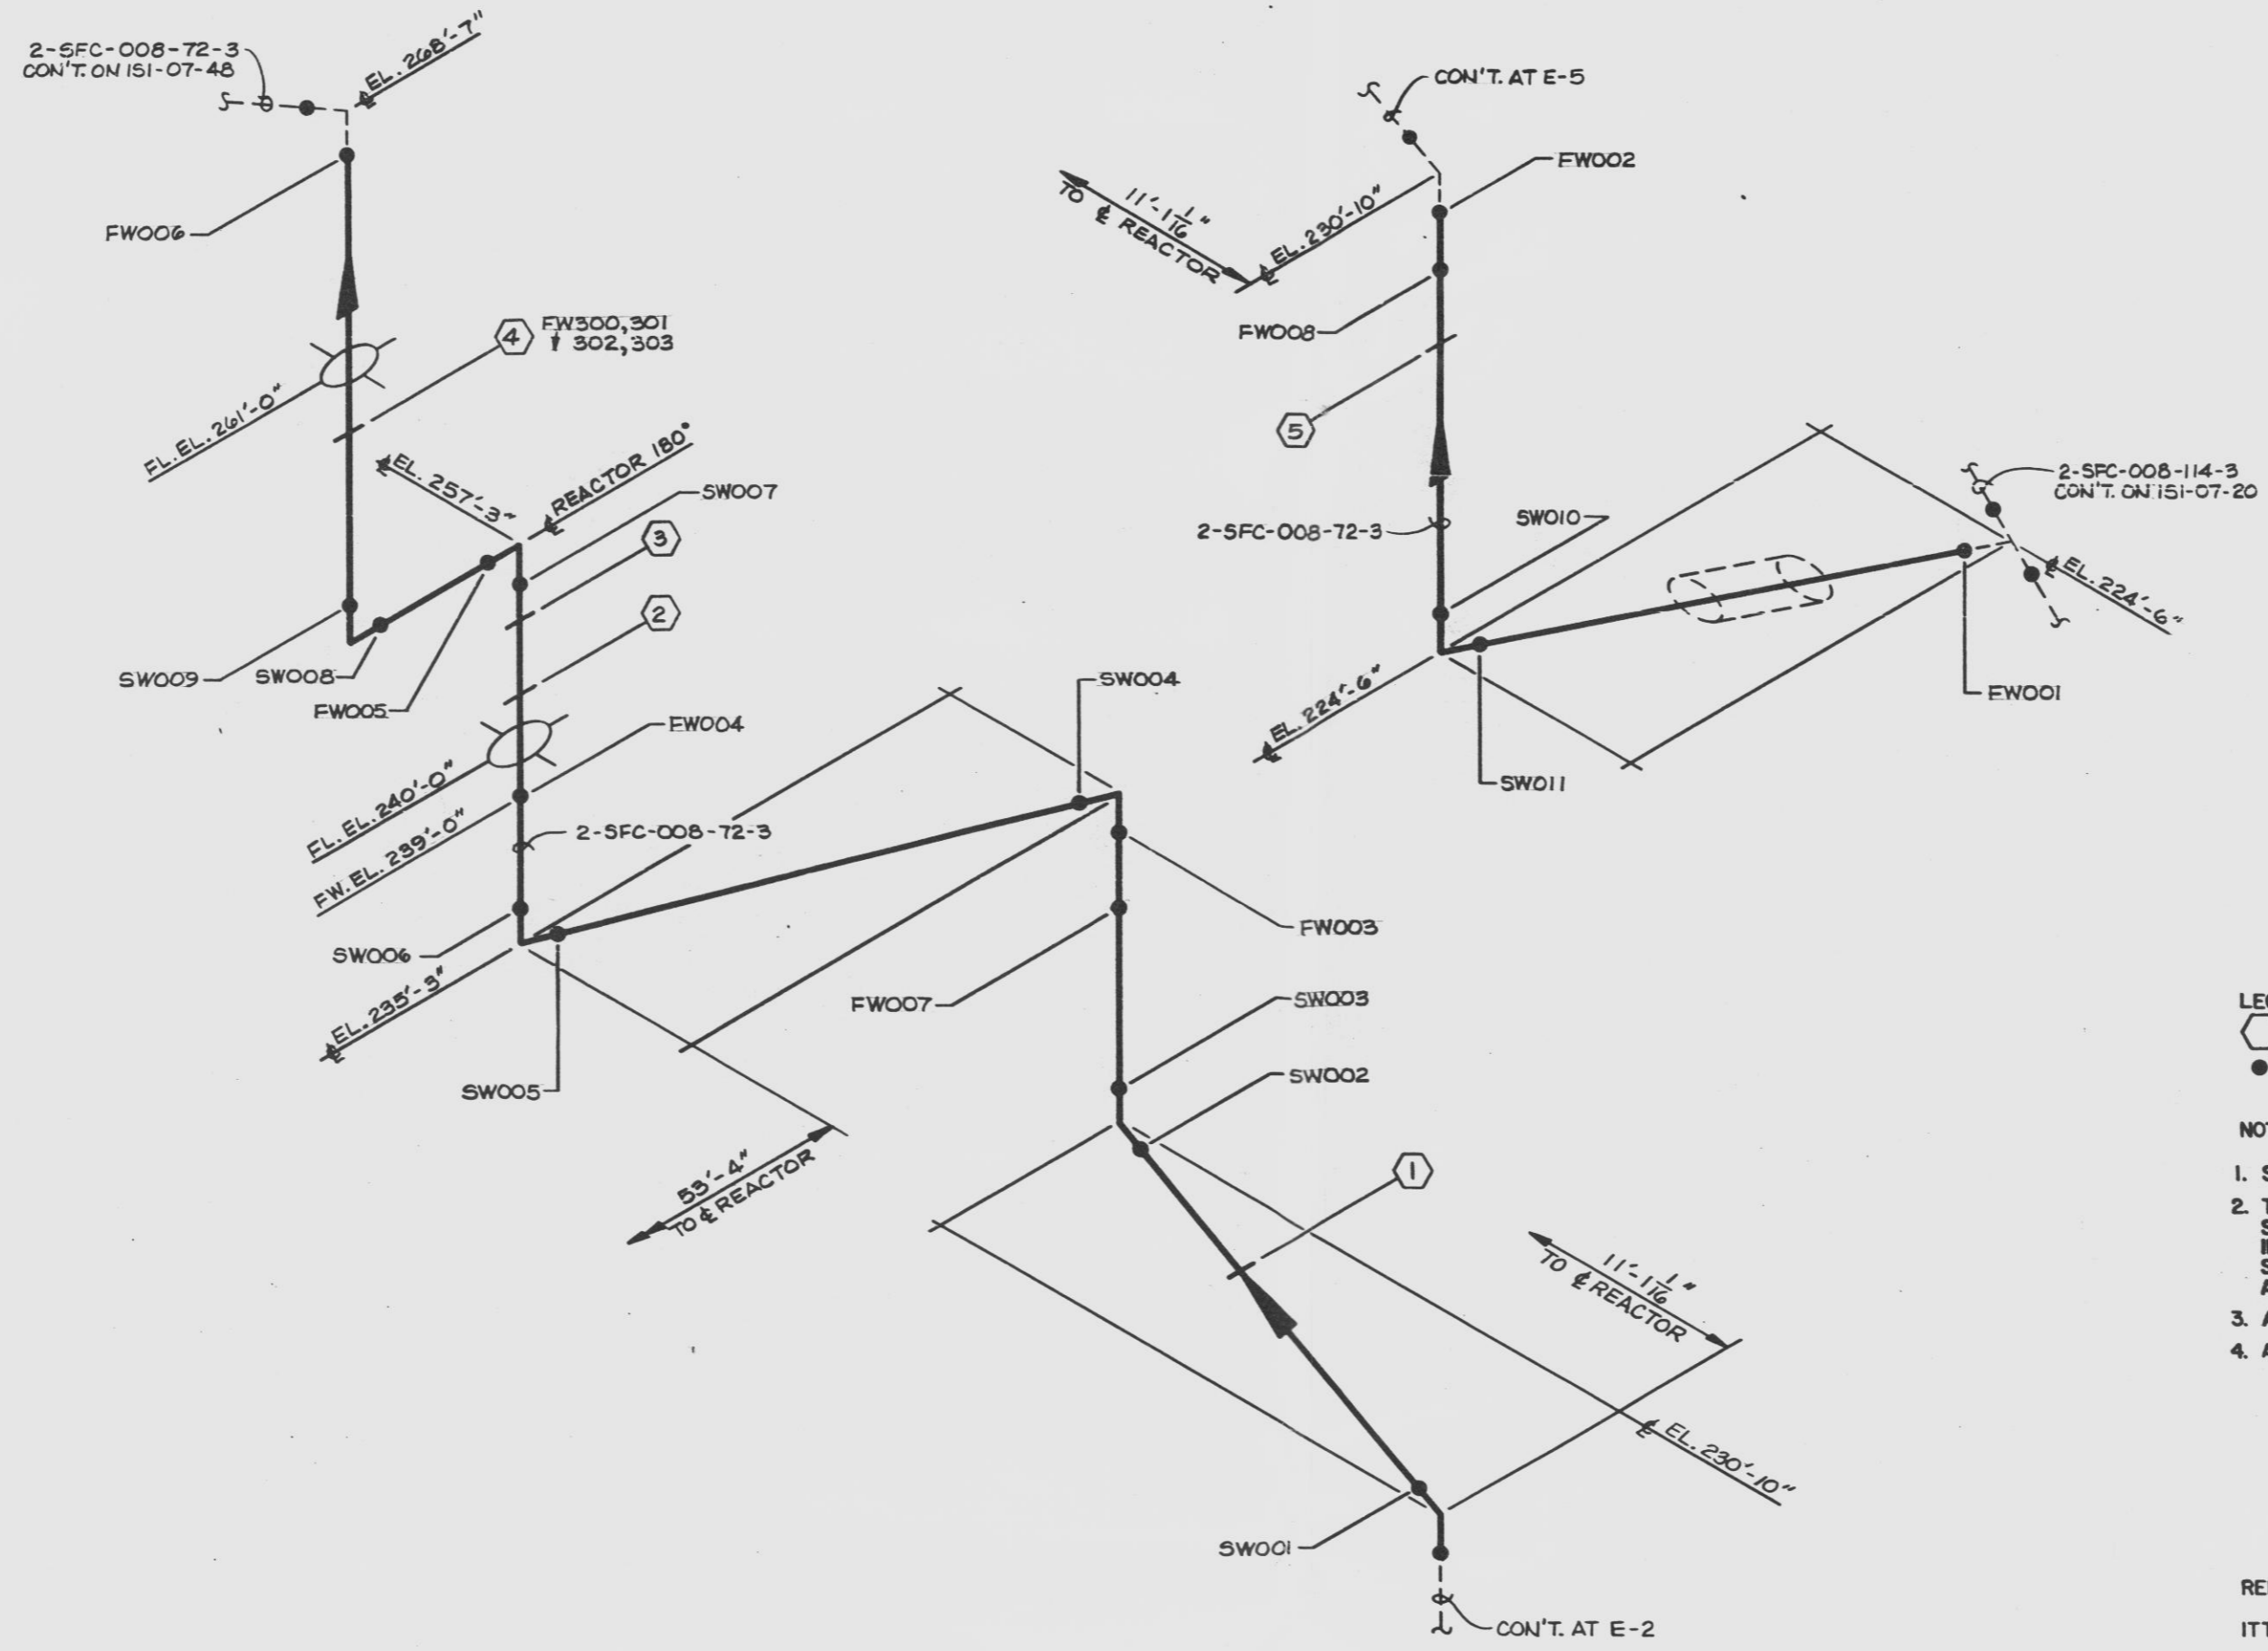 2-SFC-008-72-3
CON'T. ON ISI-07-48
℄ EL. 268'-7"
FW006
4
FW300,301
302,303
FL. EL. 261'-0"
℄ EL. 257'-3"
℄ REACTOR 180°
SW007
3
2
SW009
SW008
FW005
FW004
FL. EL. 240'-0"
FW. EL. 239'-0"
2-SFC-008-72-3
SW006
℄ EL. 235'-3"
SW005
53'-4"
TO ℄ REACTOR
SW004
FW003
FW007
SW003
SW002
1
11'-1 1/16"
TO ℄ REACTOR
℄ EL. 230'-10"
SW001
CON'T. AT E-2
CON'T. AT E-5
FW002
11'-1 1/16"
TO ℄ REACTOR
℄ EL. 230'-10"
FW008
5
2-SFC-008-72-3
SW010
2-SFC-008-114-3
CON'T. ON ISI-07-20
℄ EL. 224'-6"
FW001
℄ EL. 224'-6"
SW011
1. S
2. T
3. A
4. A
ITT